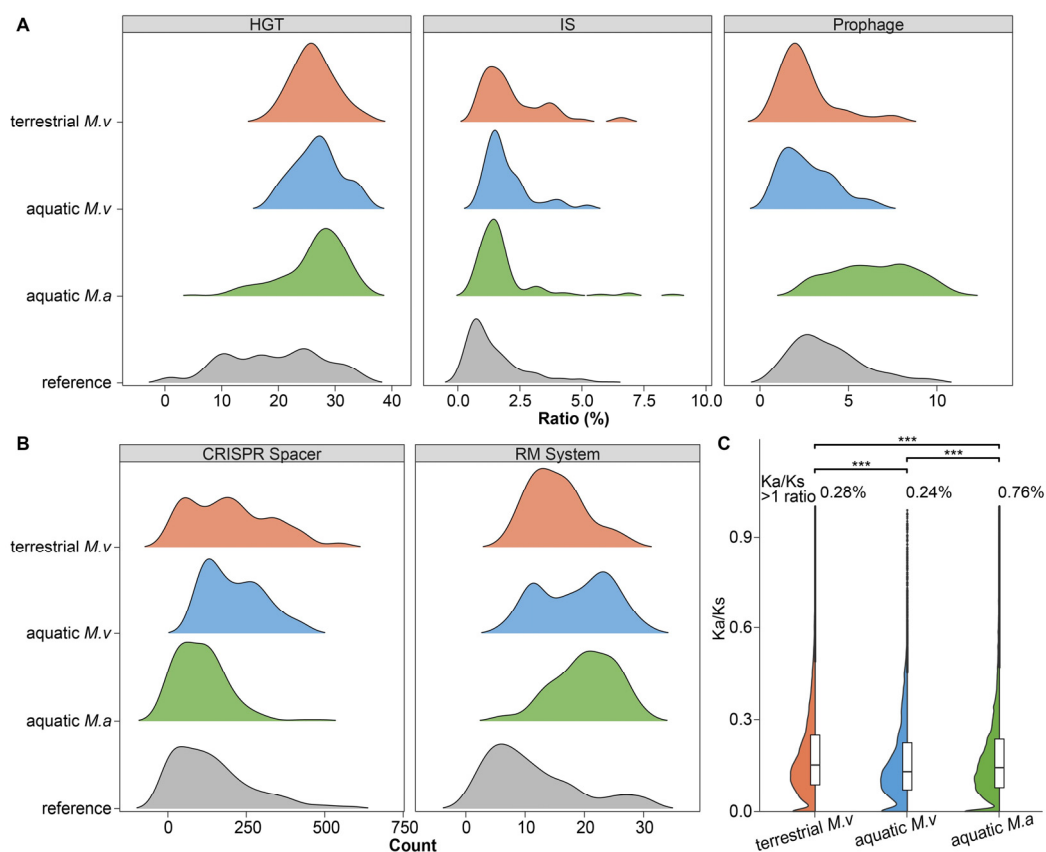 A
HGT
IS
Prophage
terrestrial M.v
aquatic M.v
aquatic M.a
reference
0 10 20 30 40
0.0 2.5 5.0 7.5 10.0
0 5 10
Ratio (%)
B
CRISPR Spacer
RM System
terrestrial M.v
aquatic M.v
aquatic M.a
reference
0 250 500 750
0 10 20 30
Count
C
***
*** ***
Ka/Ks
>1 ratio 0.28% 0.24% 0.76%
Ka/Ks
0.9
0.6
0.3
0.0
terrestrial M.v aquatic M.v aquatic M.a